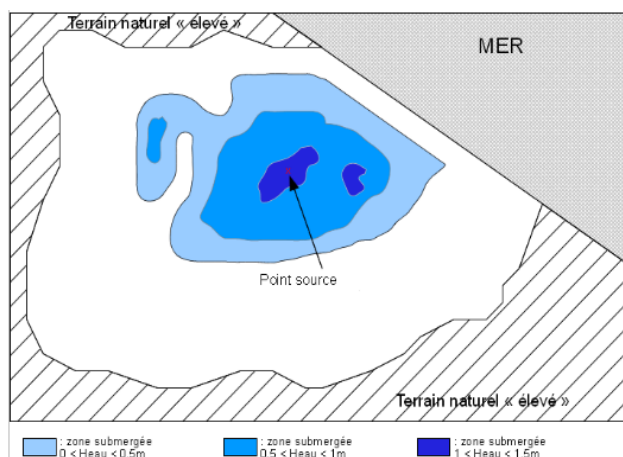 Terrain naturel « élevé »
MER
Point source
Terrain naturel « élevé »
: zone submergée
0 < Heau < 0.5m
: zone submergée
0.5 < Heau < 1m
: zone submergée
1 < Heau < 1.5m